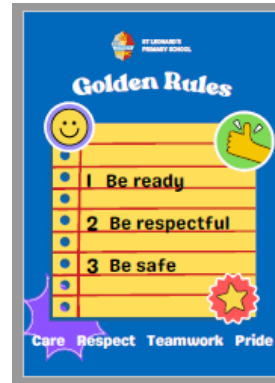 ST LEONARD'S
PRIMARY SCHOOL
Golden Rules
1 Be ready
2 Be respectful
3 Be safe
Care Respect Teamwork Pride